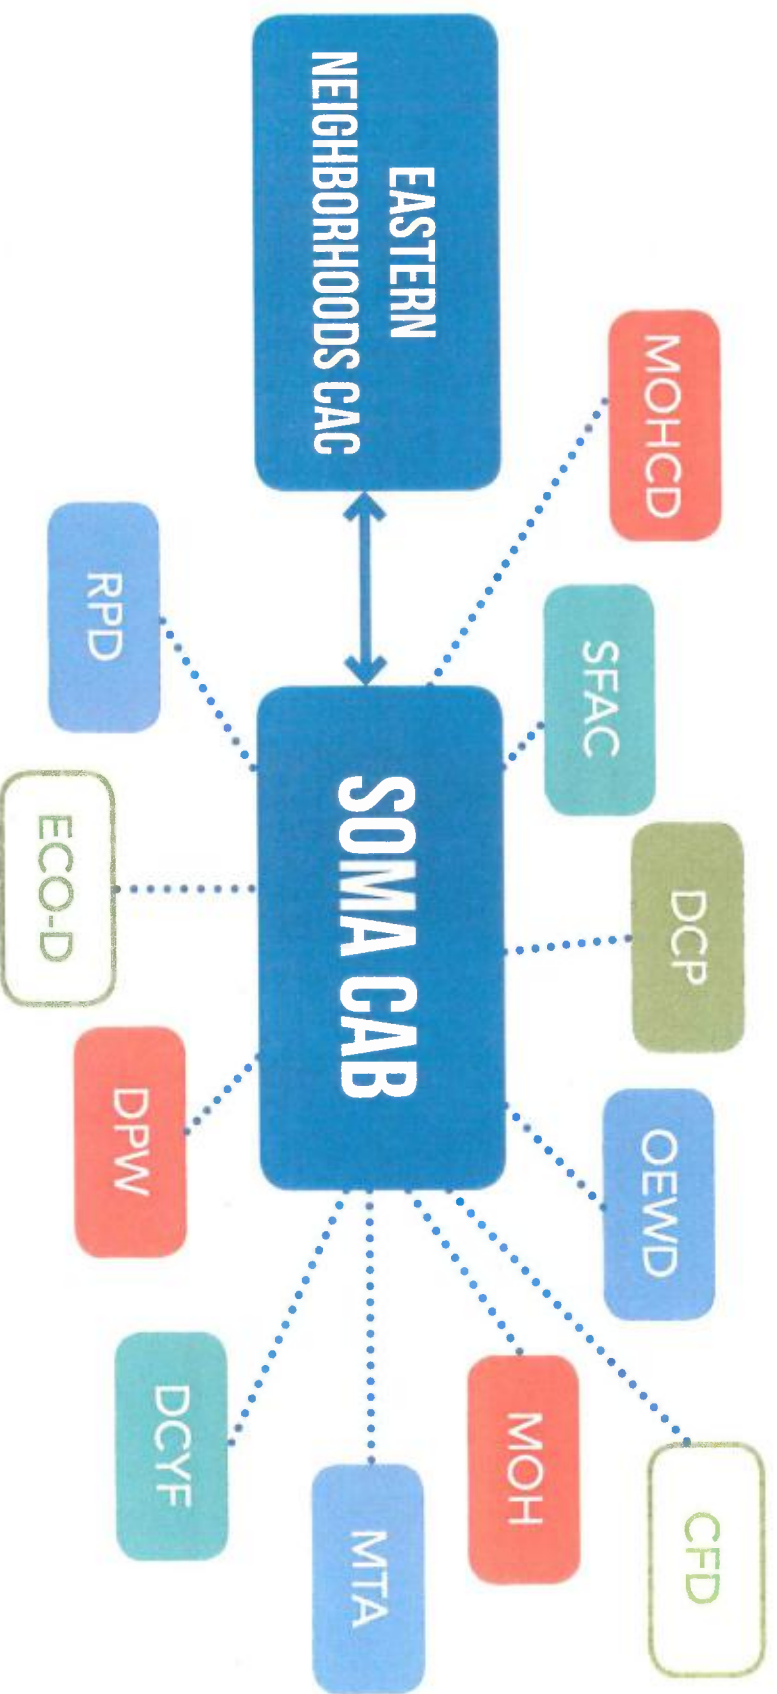 EASTERN
NEIGHBORHOODS CAC
MOHCD
SFAC
DCP
OEWD
CFD
SOMA CAB
MOH
MTA
RPD
ECO-D
DPW
DCYF